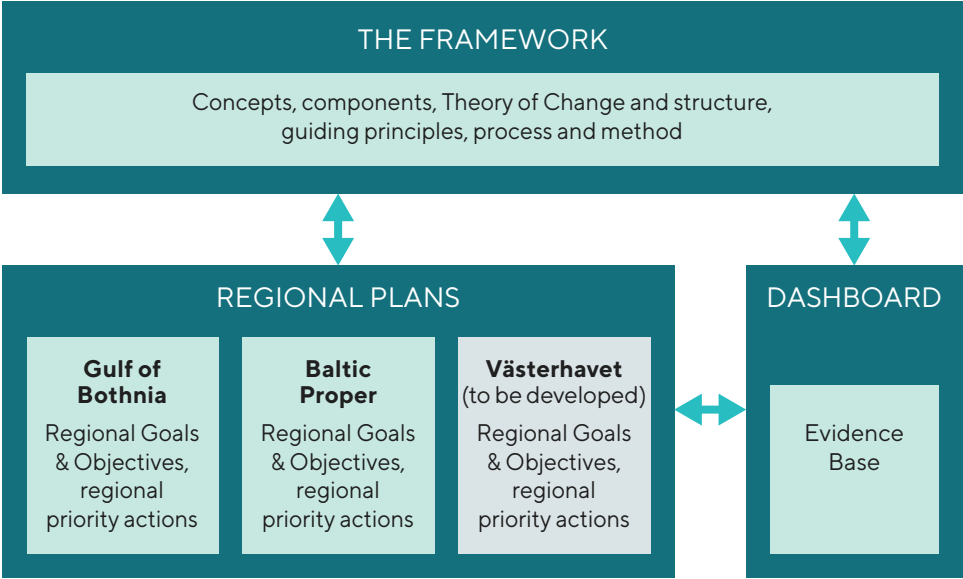 THE FRAMEWORK
Concepts, components, Theory of Change and structure,
guiding principles, process and method
REGIONAL PLANS
Gulf of
Bothnia
Regional Goals
& Objectives,
regional
priority actions
Baltic
Proper
Regional Goals
& Objectives,
regional
priority actions
Västerhavet
(to be developed)
Regional Goals
& Objectives,
regional
priority actions
DASHBOARD
Evidence
Base